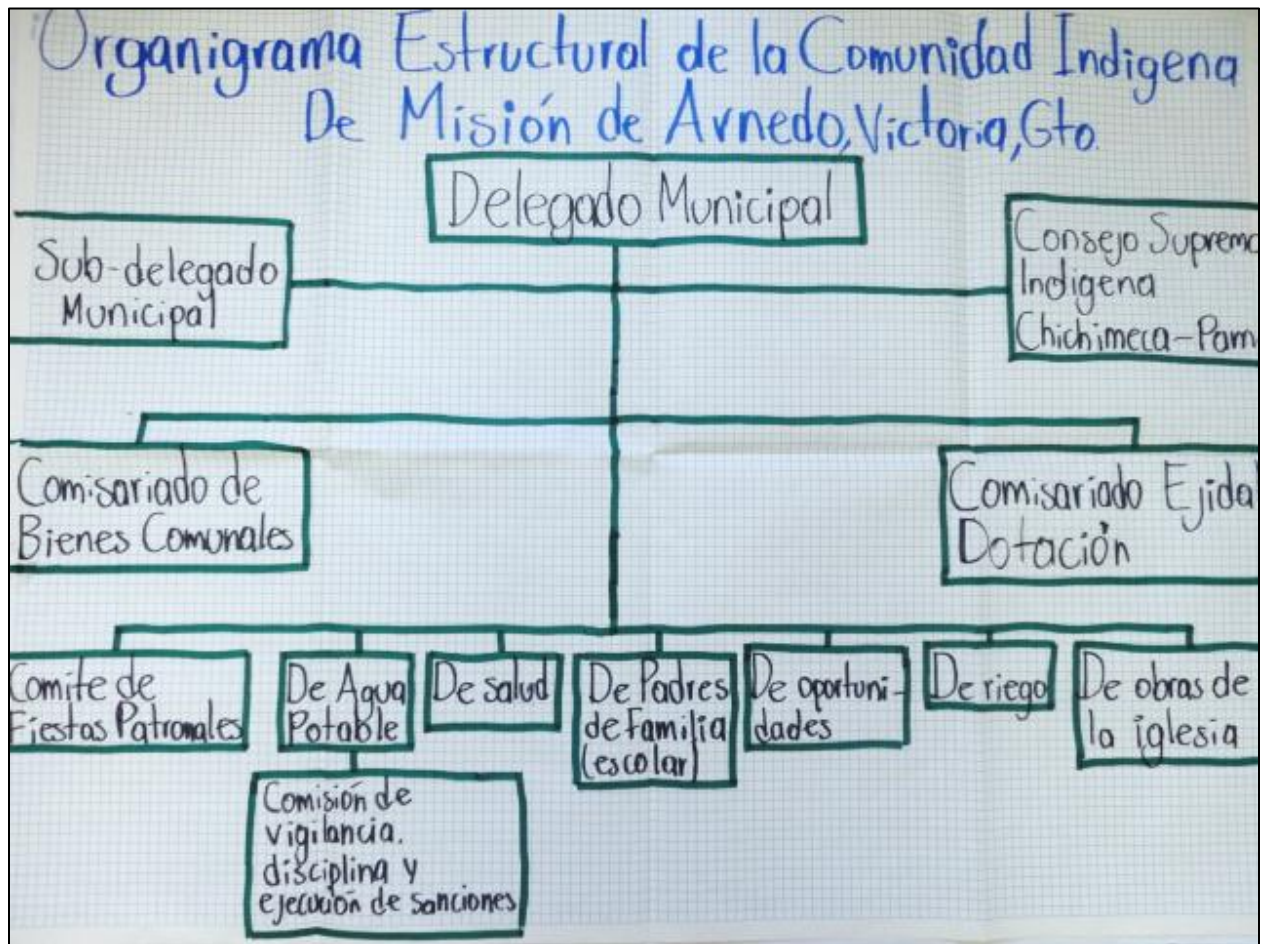 Organigrama Estructural de la Comunidad Indigena
De Misión de Arnedo, Victoria, Gto.
Delegado Municipal
Sub-delegado
Municipal
Consejo Supremo
Indigena
Chichimeca-Pam
Comisariado de
Bienes Comunales
Comisariado Ejidal
Dotación
Comite de
Fiestas Patronales
De Agua
Potable
De salud
De Padres
de familia
(escolar)
De oportuni-
dades
De riego
De obras de
la iglesia
Comisión de
vigilancia.
disciplina y
ejecución de sanciones